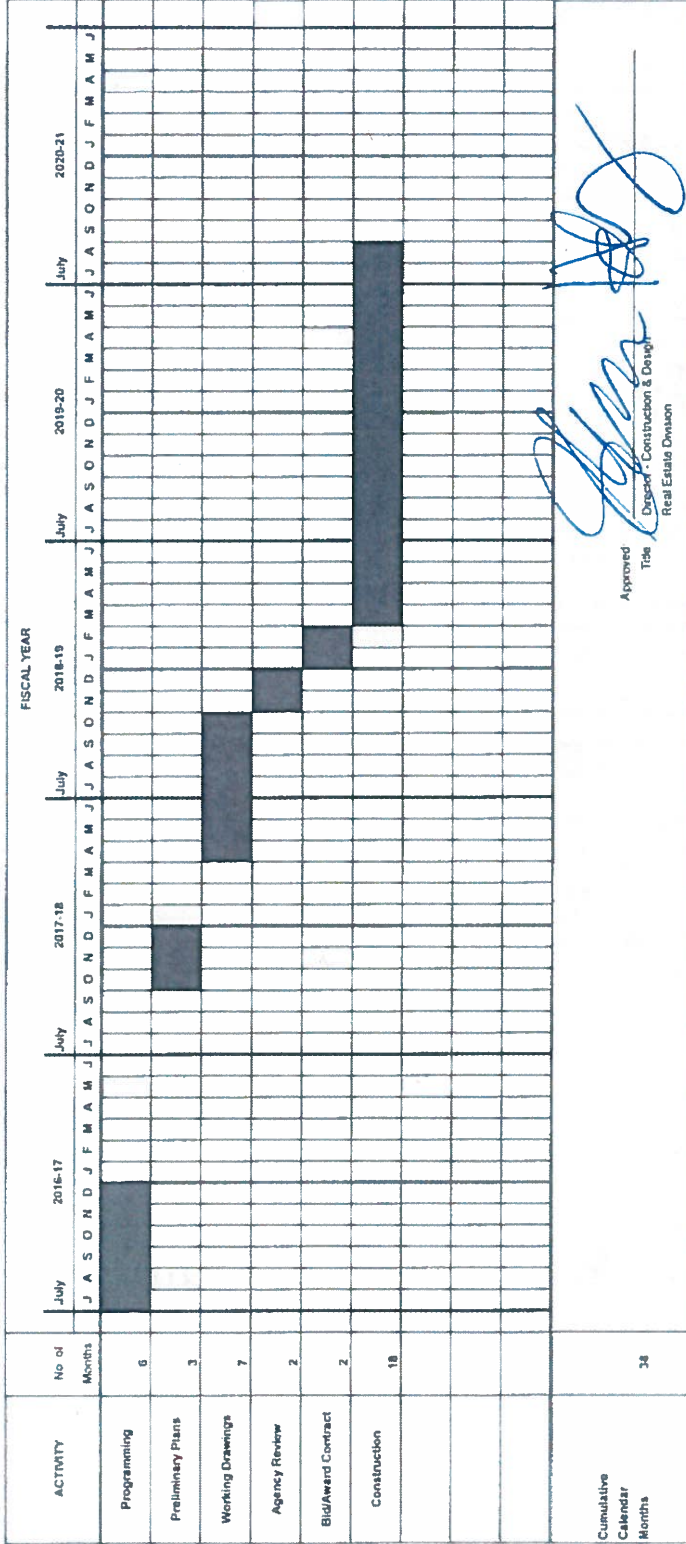 FISCAL YEAR
ACTIVITY No of Months
July 2016-17 July 2017-18 July 2018-19 July 2019-20 July 2020-21
J A S O N D J F M A M J J A S O N D J F M A M J J A S O N D J F M A M J J A S O N D J F M A M J J A S O N D J F M A M J
Programming 6
Preliminary Plans 3
Working Drawings 7
Agency Review 2
Bid/Award Contract 2
Construction 18
Cumulative
Calendar
Months 38
Approved
Title Director - Construction & Design
Real Estate Division